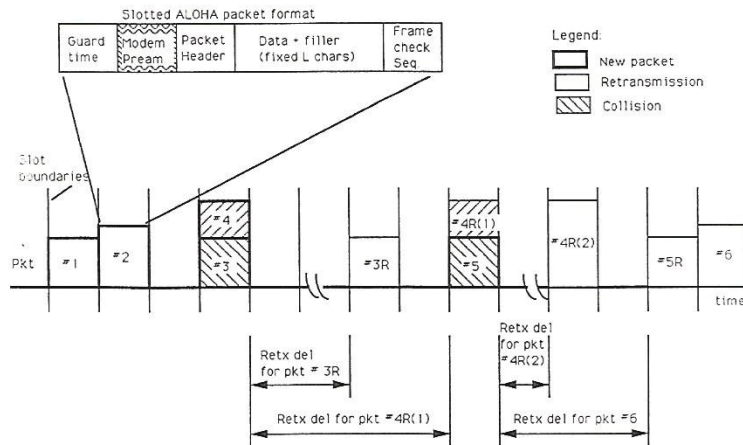 Slotted ALOHA packet format
Guard time
Modem Pream
Packet Header
Data + filler
(fixed L chars)
Frame check Seq
Legend:
New packet
Retransmission
Collision
Slot boundaries
Pkt
#1
#2
#4
#3
#3R
#4R(1)
#5
#4R(2)
#5R
#6
time
Retx del
for pkt #3R
Retx del
for pkt
#4R(2)
Retx del for pkt #4R(1)
Retx del for pkt #6